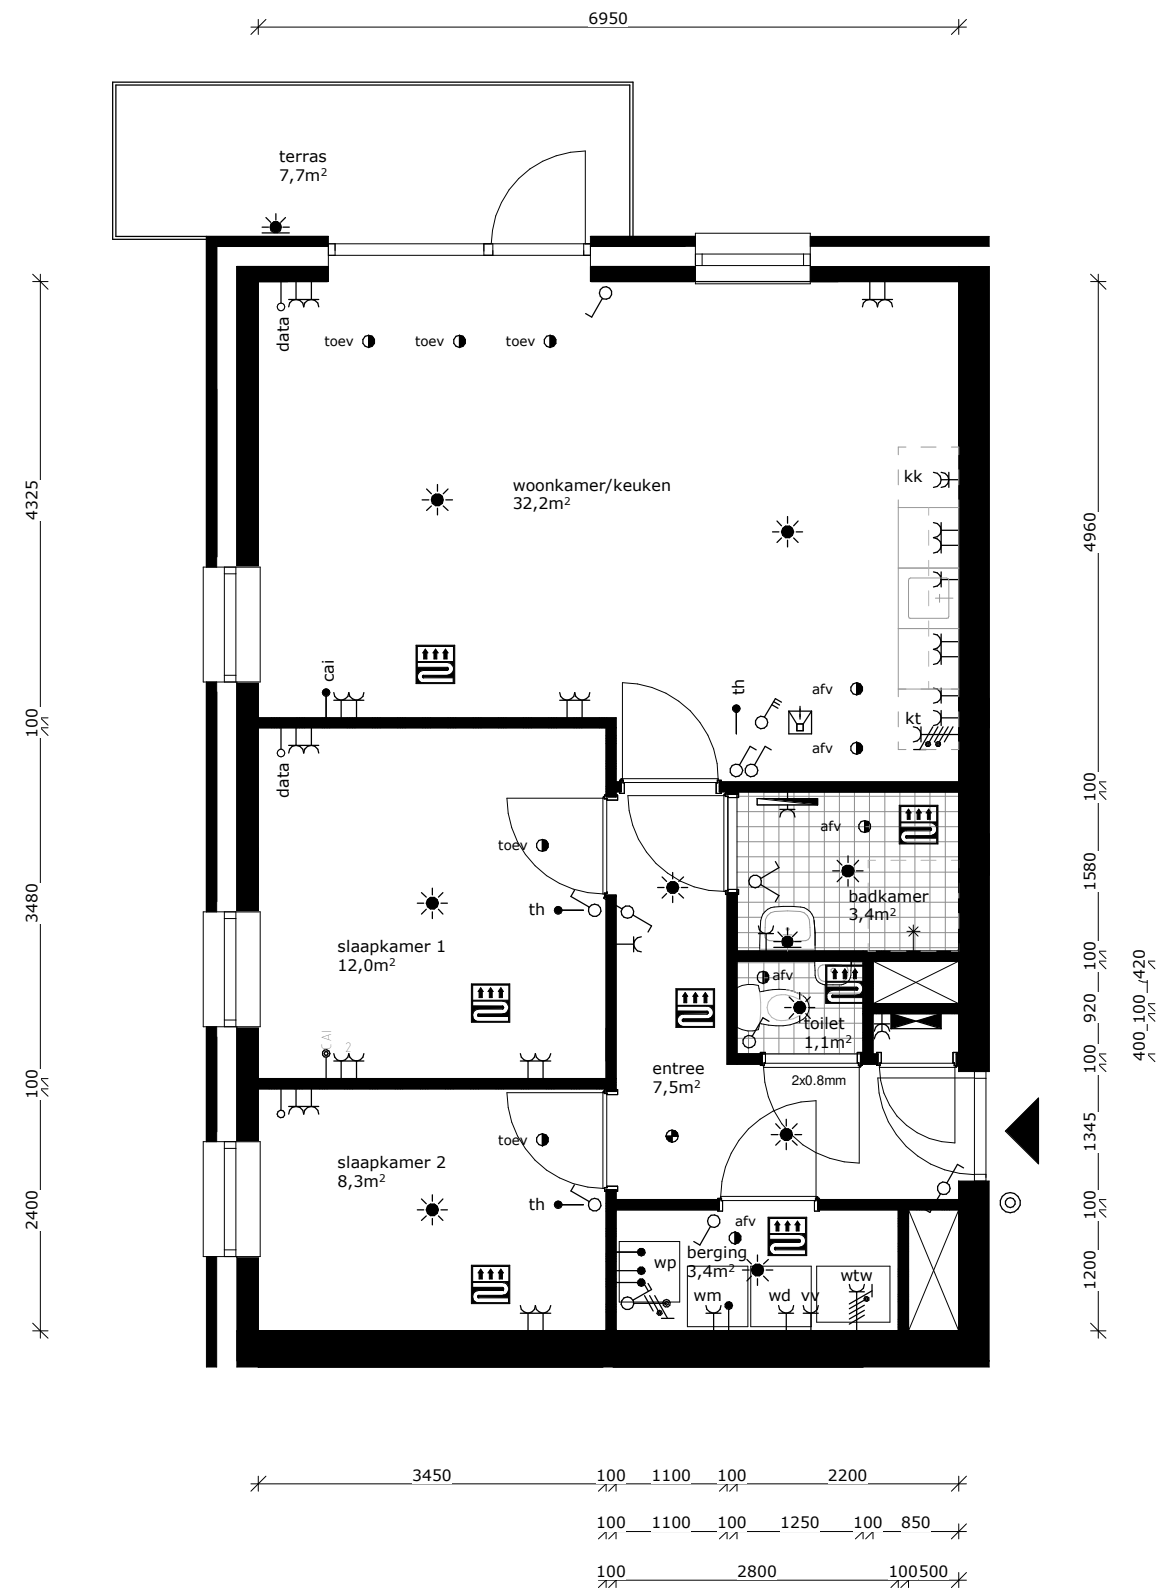 6950
terras
7,7m²
data
toev
toev
toev
4325
woonkamer/keuken
32,2m²
kk
4960
cai
th
afv
kt
afv
100
data
100
toev
afv
1580
badkamer
3,4m²
3480
th
slaapkamer 1
12,0m²
100
420
afv
920
100
toilet
1,1m²
400
CAI
2
100
100
entree
7,5m²
2x0.8mm
1345
toev
slaapkamer 2
8,3m²
2400
th
100
afv
berging
3,4m²
wp
wtw
1200
wm
wd
vv
3450
100
1100
100
2200
100
1100
100
1250
100
850
100
2800
100
500